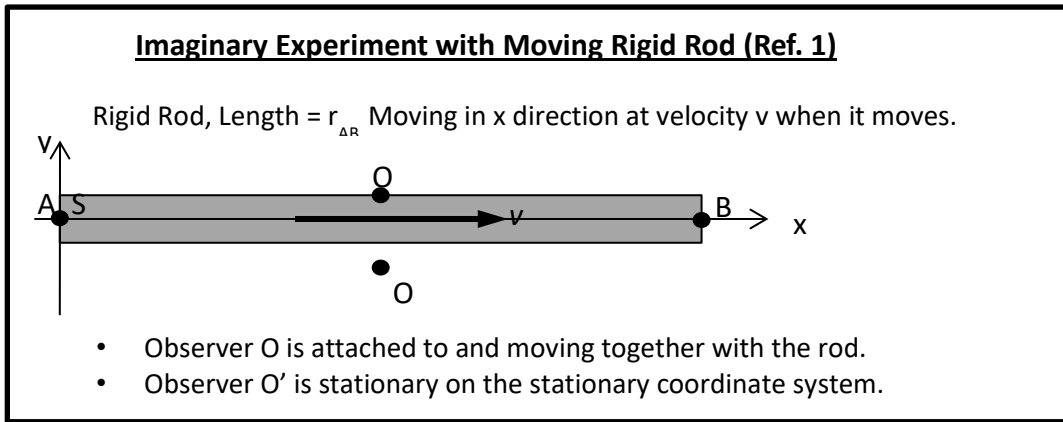 Imaginary Experiment with Moving Rigid Rod (Ref. 1)
Rigid Rod, Length = r_AB Moving in x direction at velocity v when it moves.
y
A S O v B
x
O
• Observer O is attached to and moving together with the rod.
• Observer O’ is stationary on the stationary coordinate system.